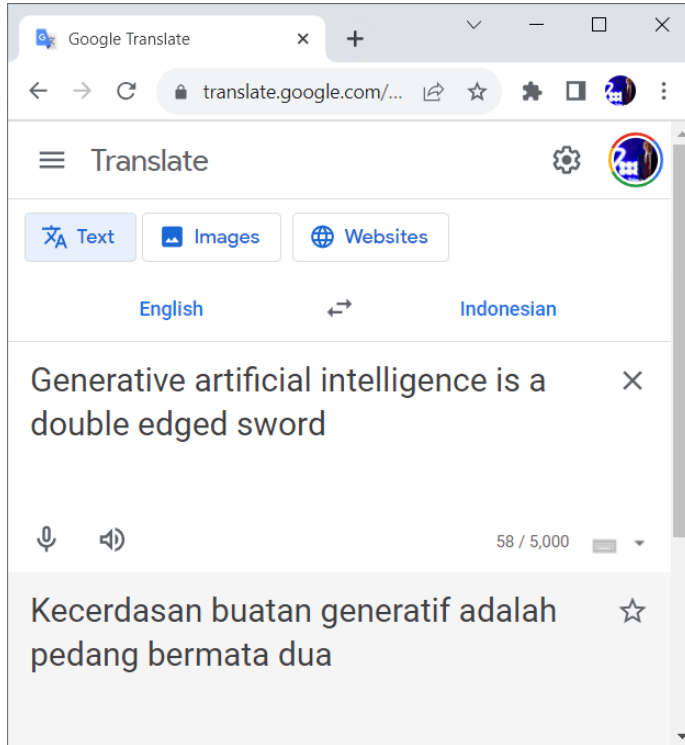 Google Translate
translate.google.com/...
Translate
Text Images Websites
English Indonesian
Generative artificial intelligence is a
double edged sword
58 / 5,000
Kecerdasan buatan generatif adalah
pedang bermata dua